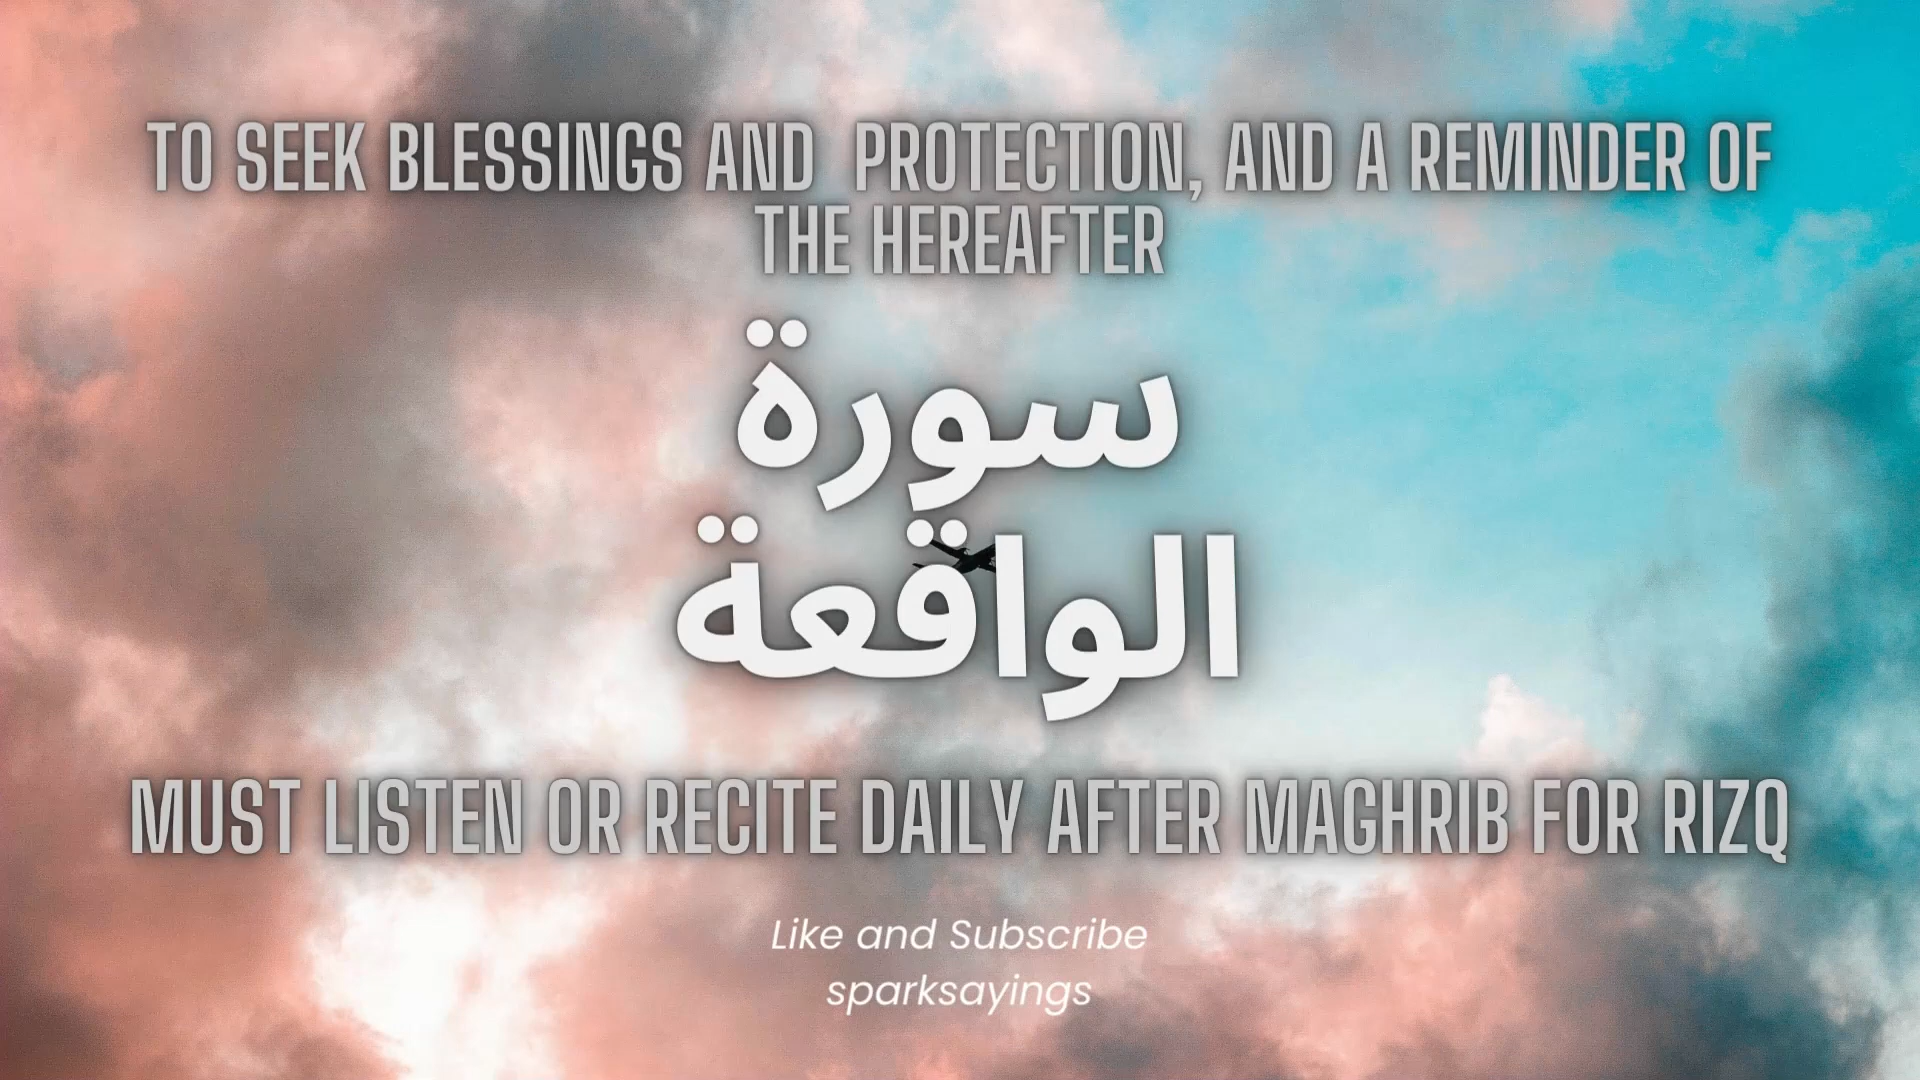 TO SEEK BLESSINGS AND PROTECTION, AND A REMINDER OF
THE HEREAFTER
سورة
الواقعة
MUST LISTEN OR RECITE DAILY AFTER MAGHRIB FOR RIZQ
Like and Subscribe
sparksayings